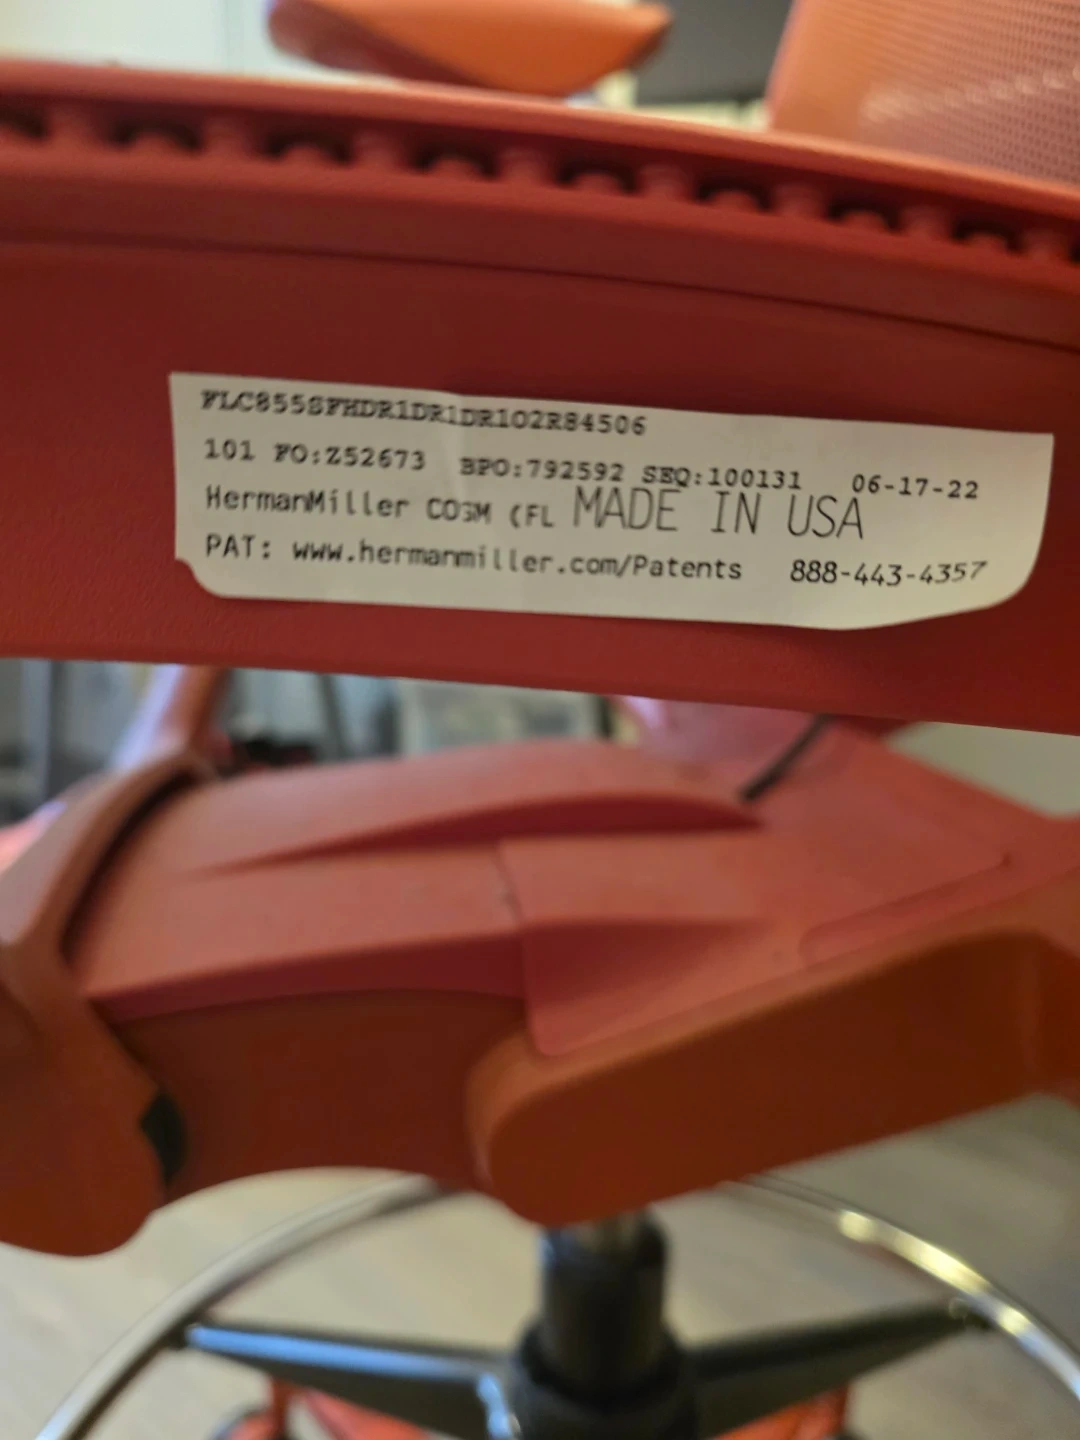 FLC855SFHDR1DR1DR1O2R84506
101 FO:Z52673 BPO:792592 SEQ:100131 06-17-22
HermanMiller COSM (FL MADE IN USA
PAT: www.hermanmiller.com/Patents 888-443-4357